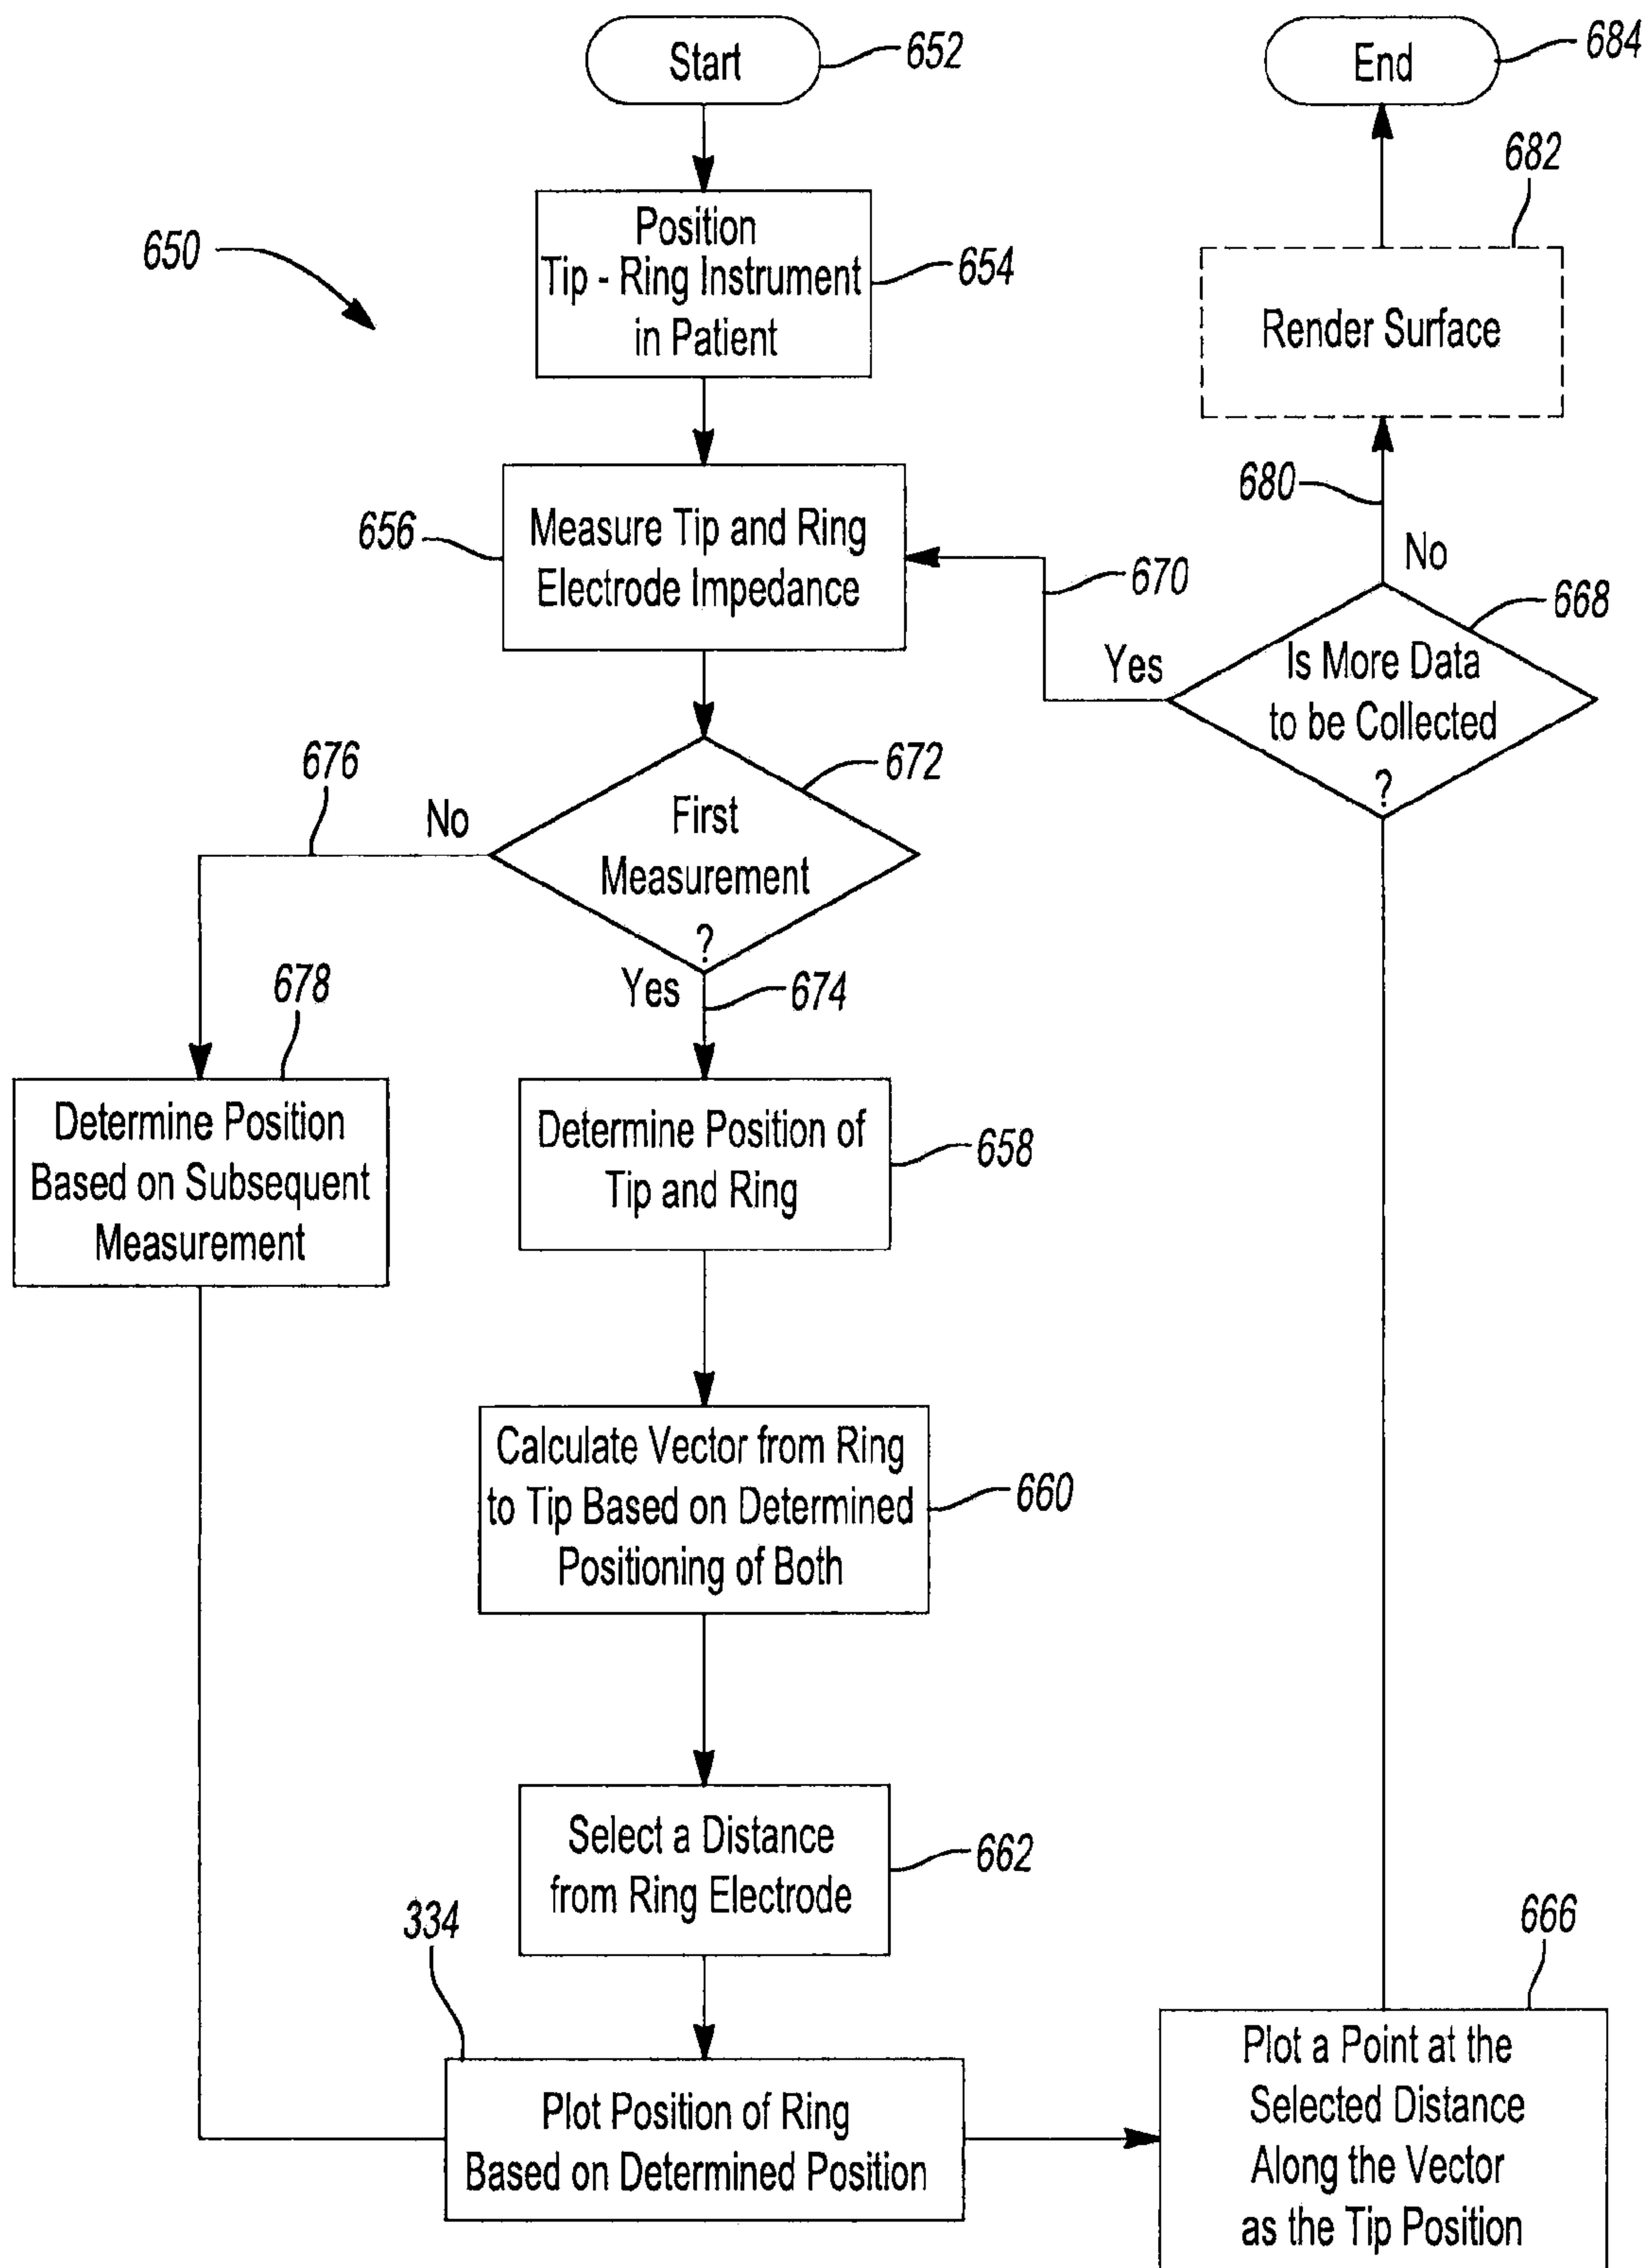 Start
652
650
Position
Tip - Ring Instrument
in Patient
654
656
Measure Tip and Ring
Electrode Impedance
670
676
No
First
Measurement
?
672
Yes
674
678
Determine Position
Based on Subsequent
Measurement
Determine Position of
Tip and Ring
658
Calculate Vector from Ring
to Tip Based on Determined
Positioning of Both
660
Select a Distance
from Ring Electrode
662
334
Plot Position of Ring
Based on Determined Position
666
Plot a Point at the
Selected Distance
Along the Vector
as the Tip Position
Is More Data
to be Collected
?
668
Yes
No
680
Render Surface
682
End
684